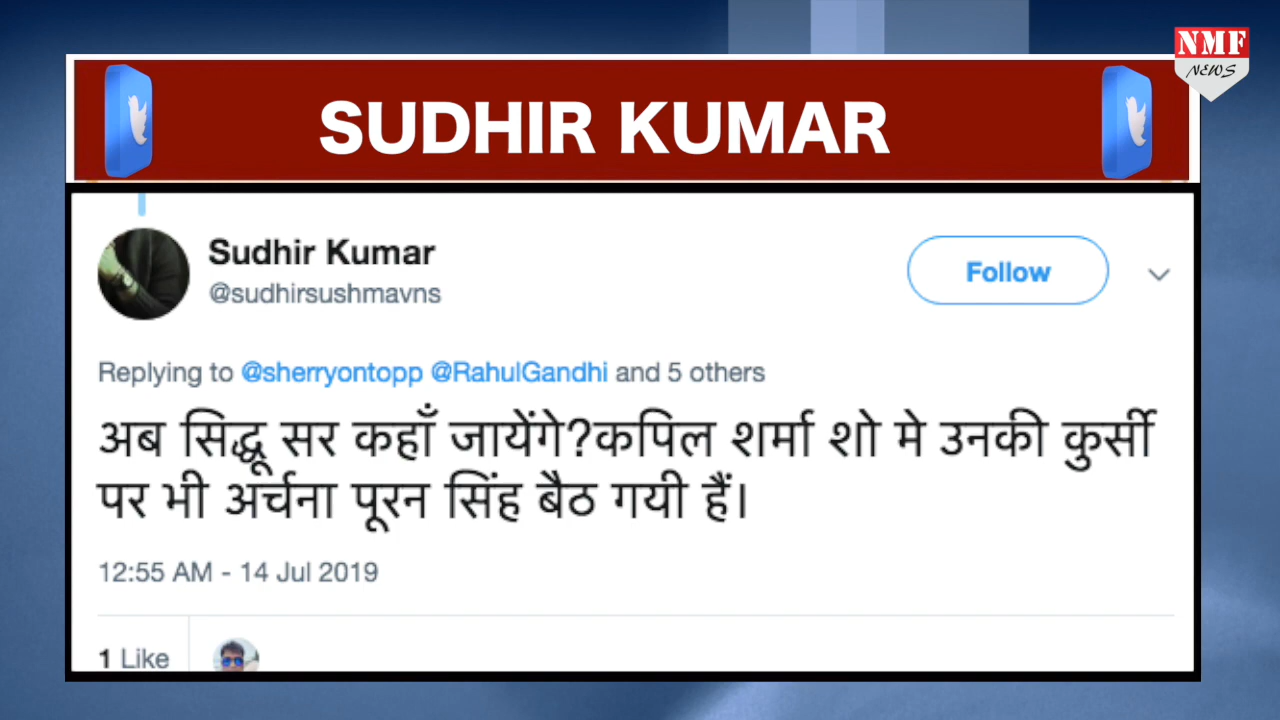 NMF
NEWS
SUDHIR KUMAR
Sudhir Kumar
@sudhirsushmavns
Follow
Replying to @sherryontopp @RahulGandhi and 5 others
अब सिद्धू सर कहाँ जायेंगे?कपिल शर्मा शो मे उनकी कुर्सी
पर भी अर्चना पूरन सिंह बैठ गयी हैं।
12:55 AM - 14 Jul 2019
1 Like